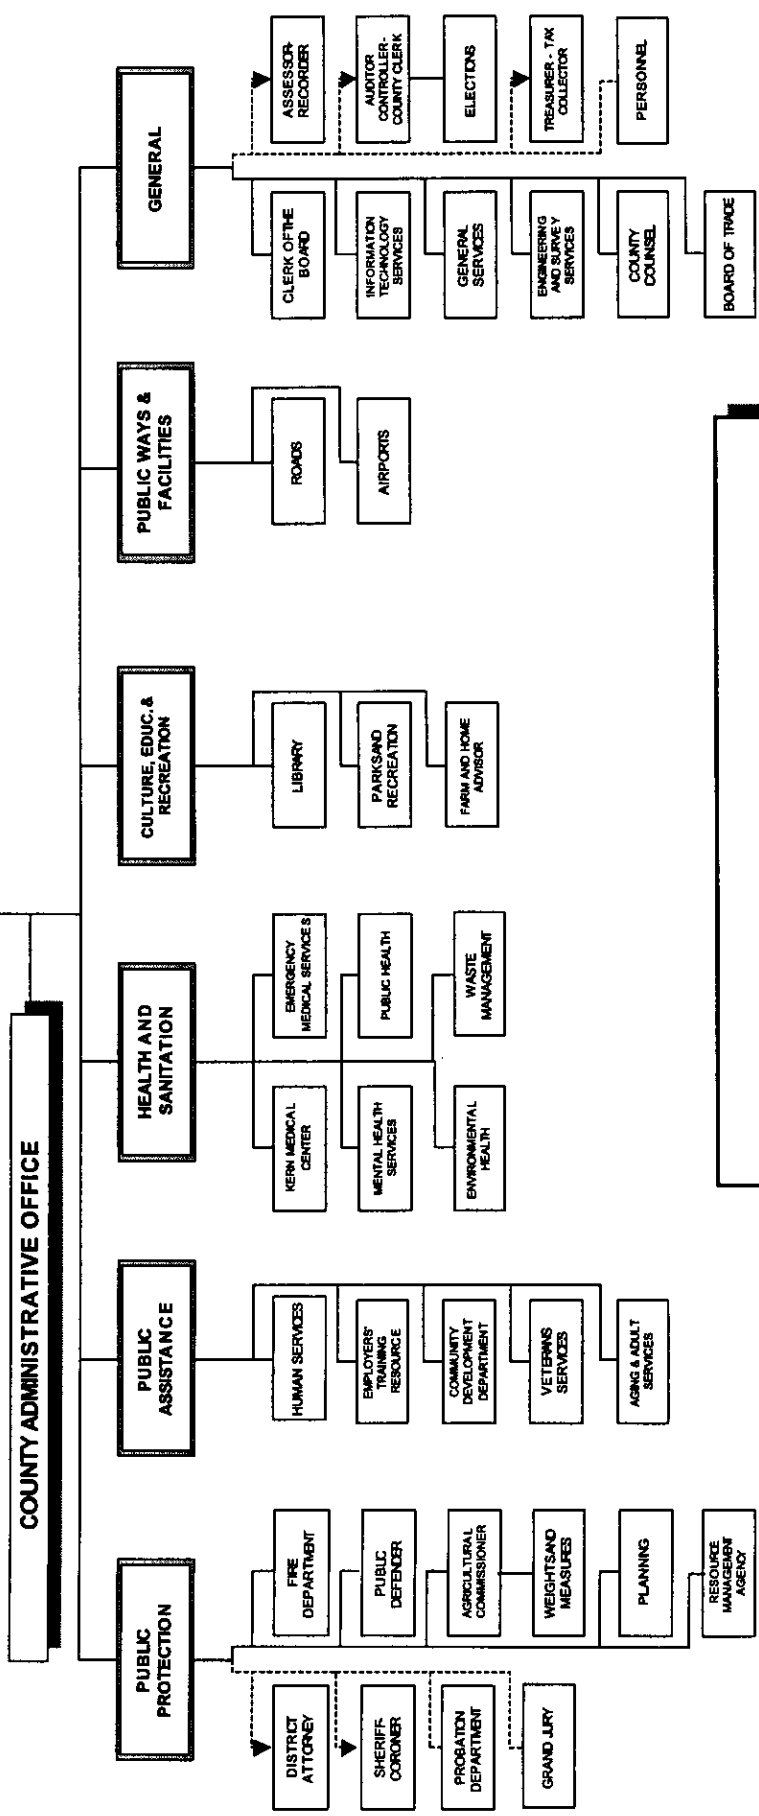 COUNTY ADMINISTRATIVE OFFICE
PUBLIC
PROTECTION
DISTRICT
ATTORNEY
SHERIFF-
CORONER
PROBATION
DEPARTMENT
GRAND JURY
FIRE
DEPARTMENT
PUBLIC
DEFENDER
AGRICULTURAL
COMMISSIONER
WEIGHTS AND
MEASURES
PLANNING
RESOURCE
MANAGEMENT
AGENCY
PUBLIC
ASSISTANCE
HUMAN SERVICES
EMPLOYERS'
TRAINING
RESOURCE
COMMUNITY
DEVELOPMENT
DEPARTMENT
VETERANS
SERVICES
AGING & ADULT
SERVICES
HEALTH AND
SANITATION
KERN MEDICAL
CENTER
MENTAL HEALTH
SERVICES
ENVIRONMENTAL
HEALTH
EMERGENCY
MEDICAL SERVICES
PUBLIC HEALTH
WASTE
MANAGEMENT
CULTURE, EDUC. &
RECREATION
LIBRARY
PARKS AND
RECREATION
FARM AND HOME
ADVISOR
PUBLIC WAYS &
FACILITIES
ROADS
AIRPORTS
GENERAL
CLERK OF THE
BOARD
INFORMATION
TECHNOLOGY
SERVICES
GENERAL
SERVICES
ENGINEERING
AND SURVEY
SERVICES
COUNTY
COUNSEL
BOARD OF TRADE
ASSESSOR-
RECORDER
AUDITOR
CONTROLLER-
COUNTY CLERK
ELECTIONS
TREASURER - TAX
COLLECTOR
PERSONNEL